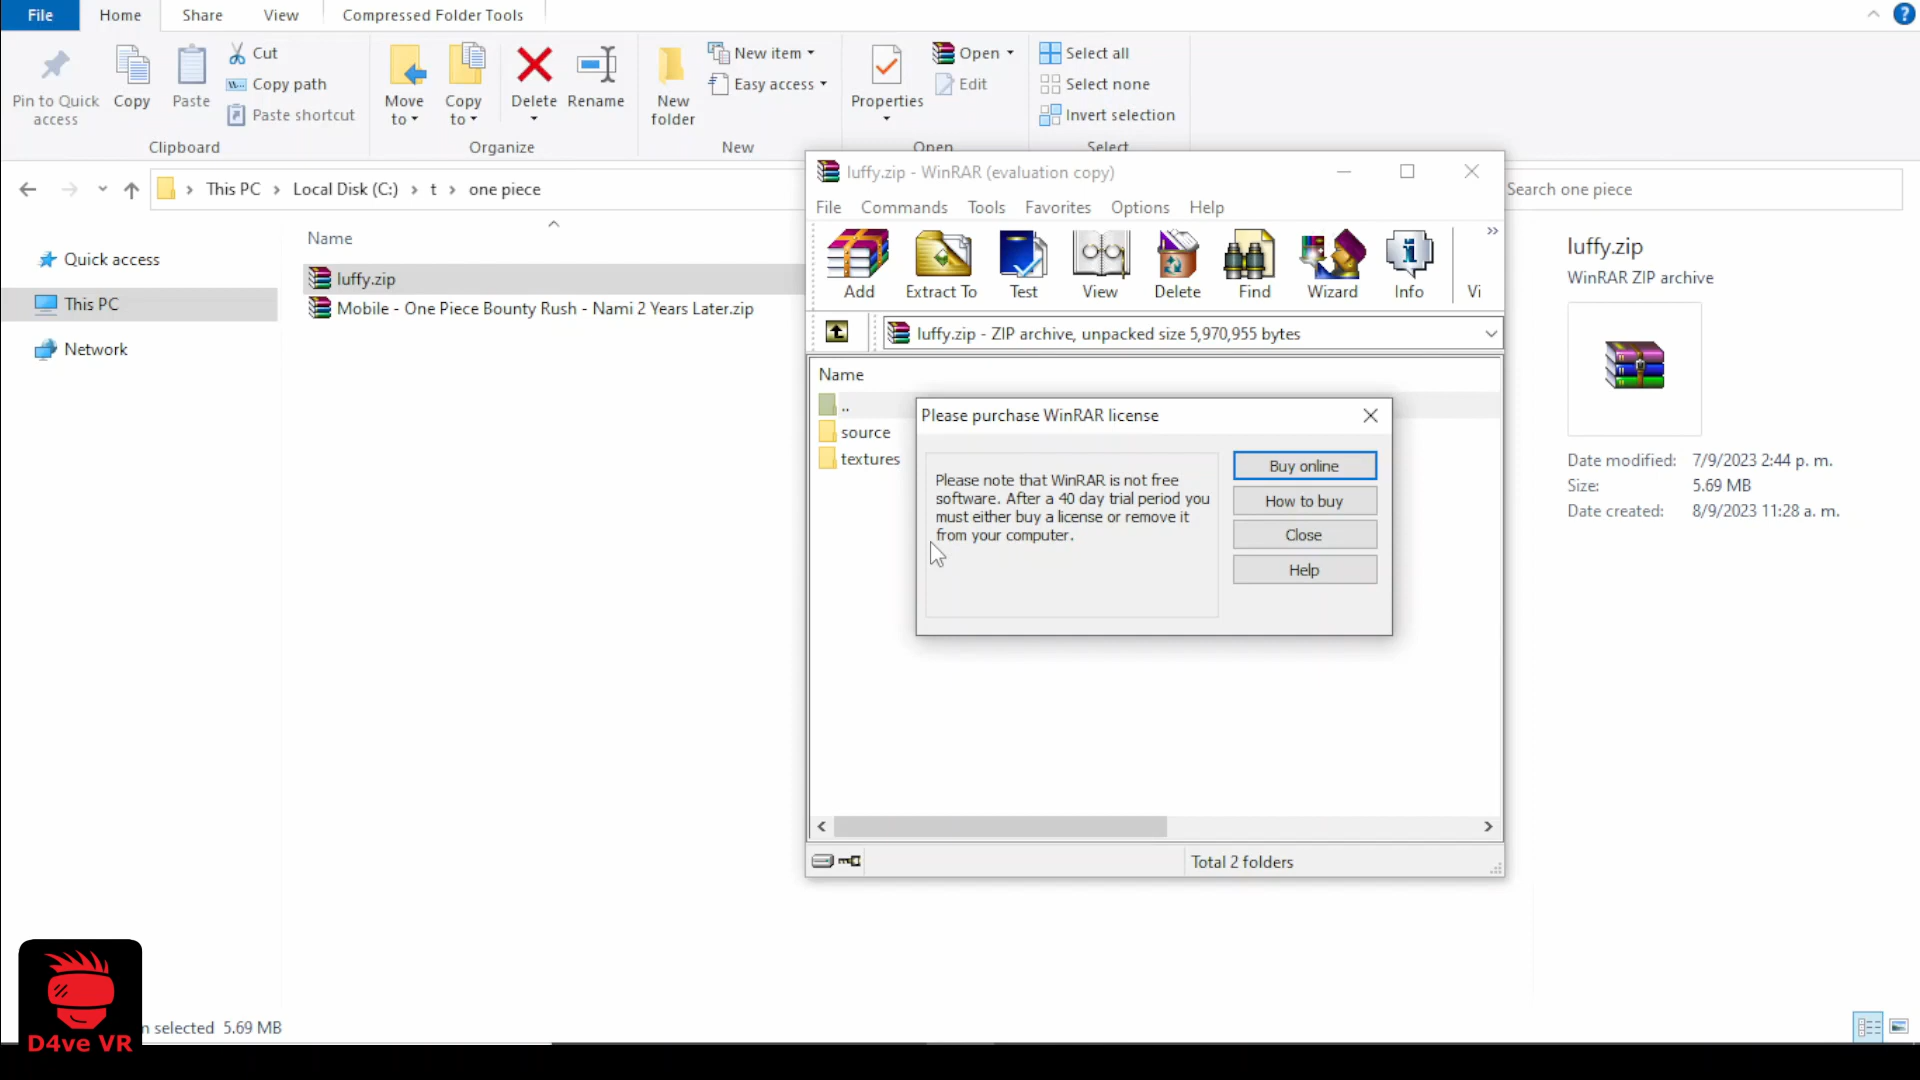 File
Home
Share
View
Compressed Folder Tools
Pin to Quick access
Copy
Paste
Cut
Copy path
Paste shortcut
Clipboard
Move to
Copy to
Delete
Rename
Organize
New folder
New item
Easy access
New
Properties
Open
Edit
Open
Select all
Select none
Invert selection
Select
This PC
Local Disk (C:)
t
one piece
Search one piece
Quick access
This PC
Network
Name
luffy.zip
Mobile - One Piece Bounty Rush - Nami 2 Years Later.zip
luffy.zip - WinRAR (evaluation copy)
File
Commands
Tools
Favorites
Options
Help
Add
Extract To
Test
View
Delete
Find
Wizard
Info
Vi
luffy.zip - ZIP archive, unpacked size 5,970,955 bytes
Name
..
source
textures
Please purchase WinRAR license
Please note that WinRAR is not free
software. After a 40 day trial period you
must either buy a license or remove it
from your computer.
Buy online
How to buy
Close
Help
Total 2 folders
luffy.zip
WinRAR ZIP archive
Date modified: 7/9/2023 2:44 p. m.
Size: 5.69 MB
Date created: 8/9/2023 11:28 a. m.
selected 5.69 MB
D4ve VR